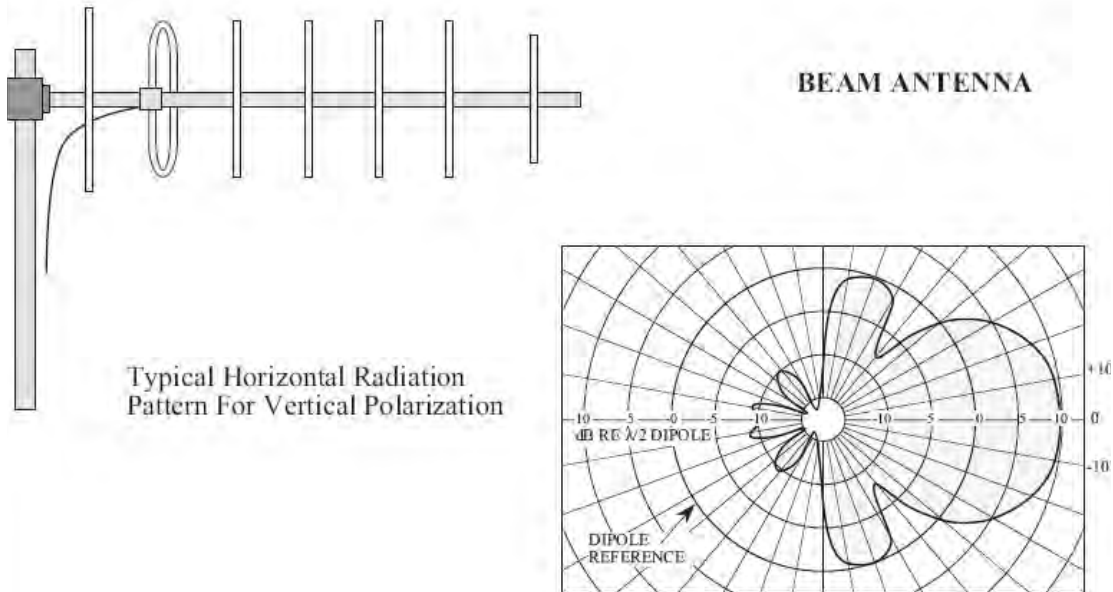 BEAM ANTENNA
Typical Horizontal Radiation
Pattern For Vertical Polarization
+10
-10 -5 -0 -5 -10 -10 -5 0 -5 -10 0
dB RE λ/2 DIPOLE
-10
DIPOLE
REFERENCE